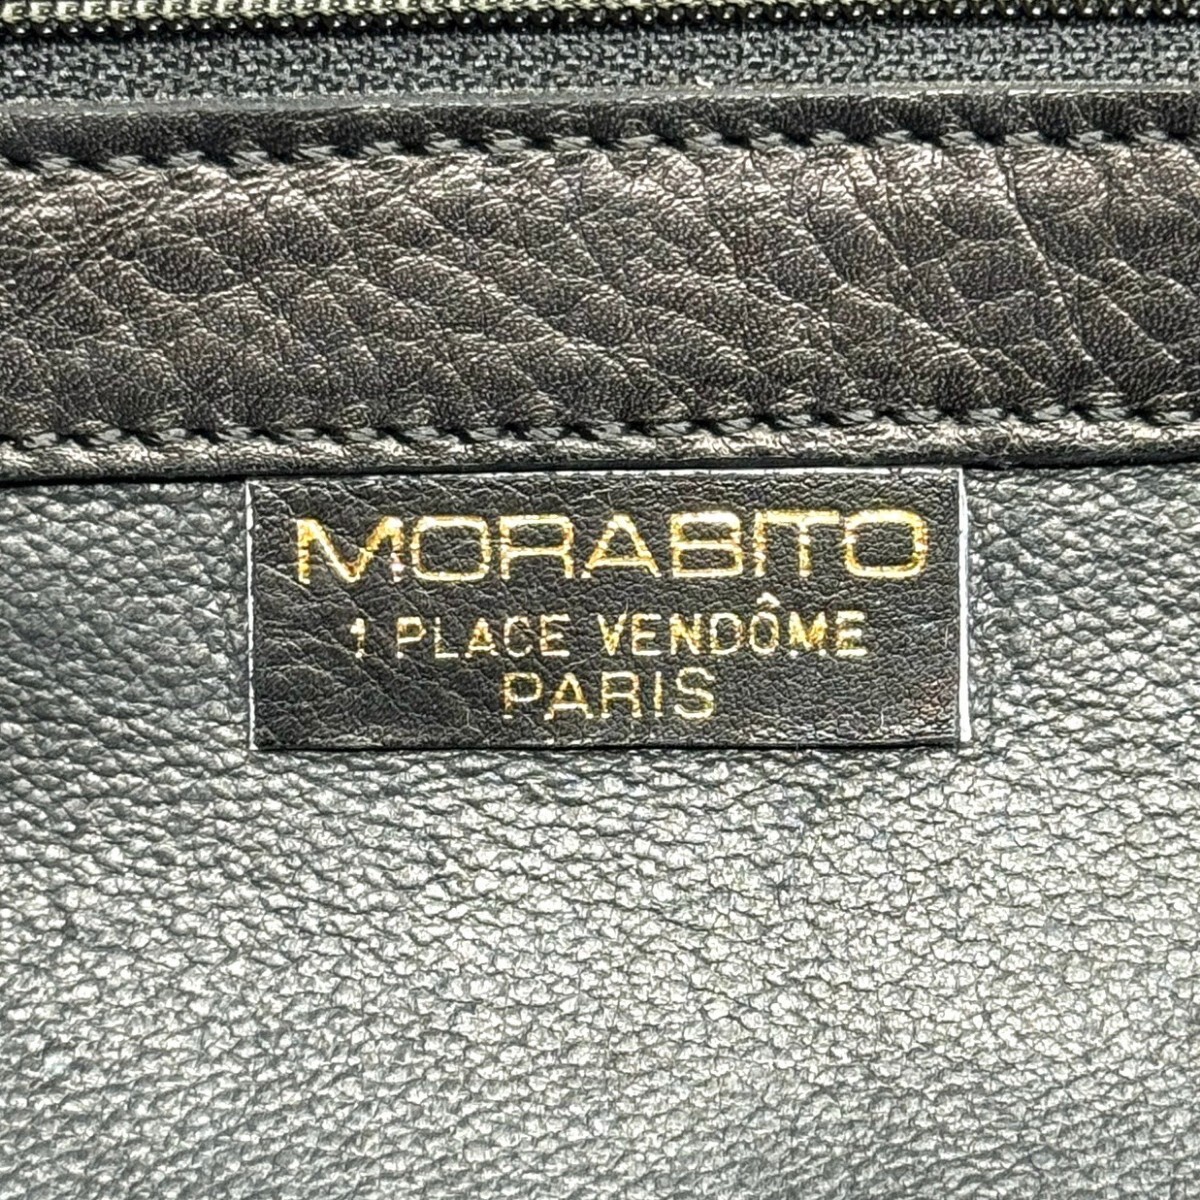 MORABITO
1 PLACE VENDÔME
PARIS